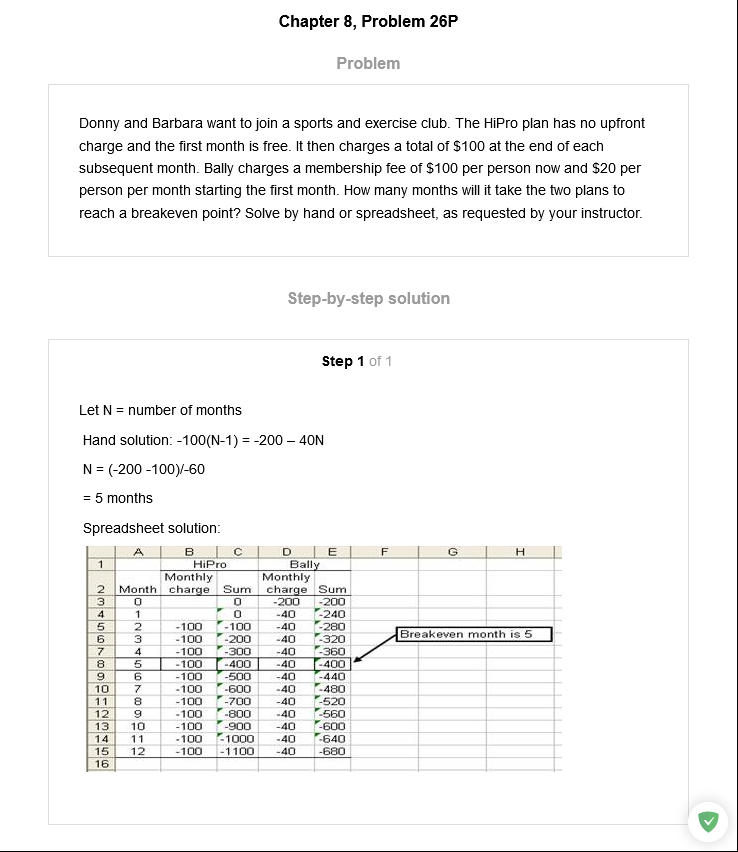 Chapter 8, Problem 26P
Problem
Donny and Barbara want to join a sports and exercise club. The HiPro plan has no upfront
charge and the first month is free. It then charges a total of $100 at the end of each
subsequent month. Bally charges a membership fee of $100 per person now and $20 per
person per month starting the first month. How many months will it take the two plans to
reach a breakeven point? Solve by hand or spreadsheet, as requested by your instructor.
Step-by-step solution
Step 1 of 1
Let N = number of months
Hand solution: -100(N-1) = -200 – 40N
N = (-200 -100)/-60
= 5 months
Spreadsheet solution:
A B C D E F G H
1 HiPro Bally
Monthly Monthly
2 Month charge Sum charge Sum
3 0 0 -200 -200
4 1 0 -40 -240
5 2 -100 -100 -40 -280
6 3 -100 -200 -40 -320 Breakeven month is 5
7 4 -100 -300 -40 -360
8 5 -100 -400 -40 -400
9 6 -100 -500 -40 -440
10 7 -100 -600 -40 -480
11 8 -100 -700 -40 -520
12 9 -100 -800 -40 -560
13 10 -100 -900 -40 -600
14 11 -100 -1000 -40 -640
15 12 -100 -1100 -40 -680
16